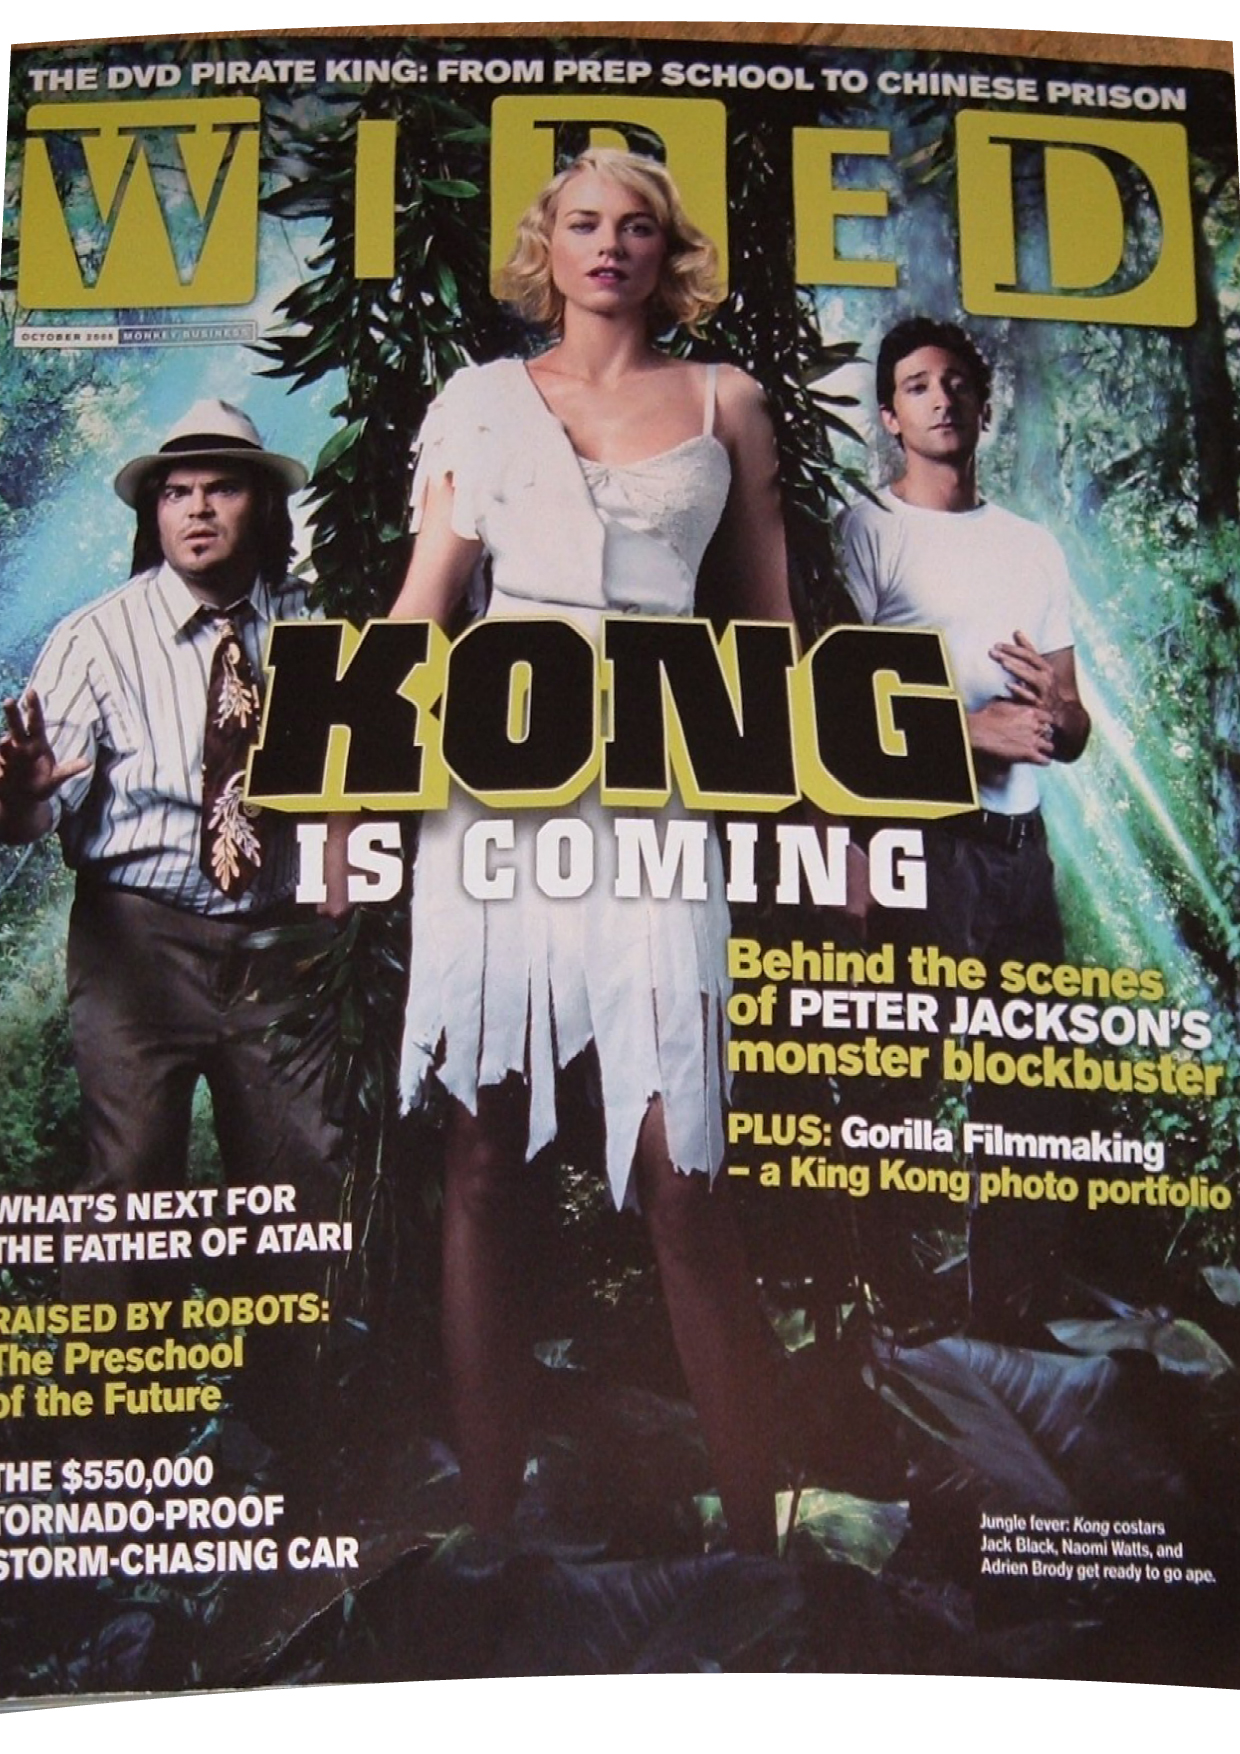 THE DVD PIRATE KING: FROM PREP SCHOOL TO CHINESE PRISON
WIRED
OCTOBER 2005 MONKEY BUSINESS
KONG
IS COMING
Behind the scenes
of PETER JACKSON'S
monster blockbuster
PLUS: Gorilla Filmmaking
– a King Kong photo portfolio
WHAT'S NEXT FOR
THE FATHER OF ATARI
RAISED BY ROBOTS:
The Preschool
of the Future
THE $550,000
TORNADO-PROOF
STORM-CHASING CAR
Jungle fever: Kong costars
Jack Black, Naomi Watts, and
Adrien Brody get ready to go ape.